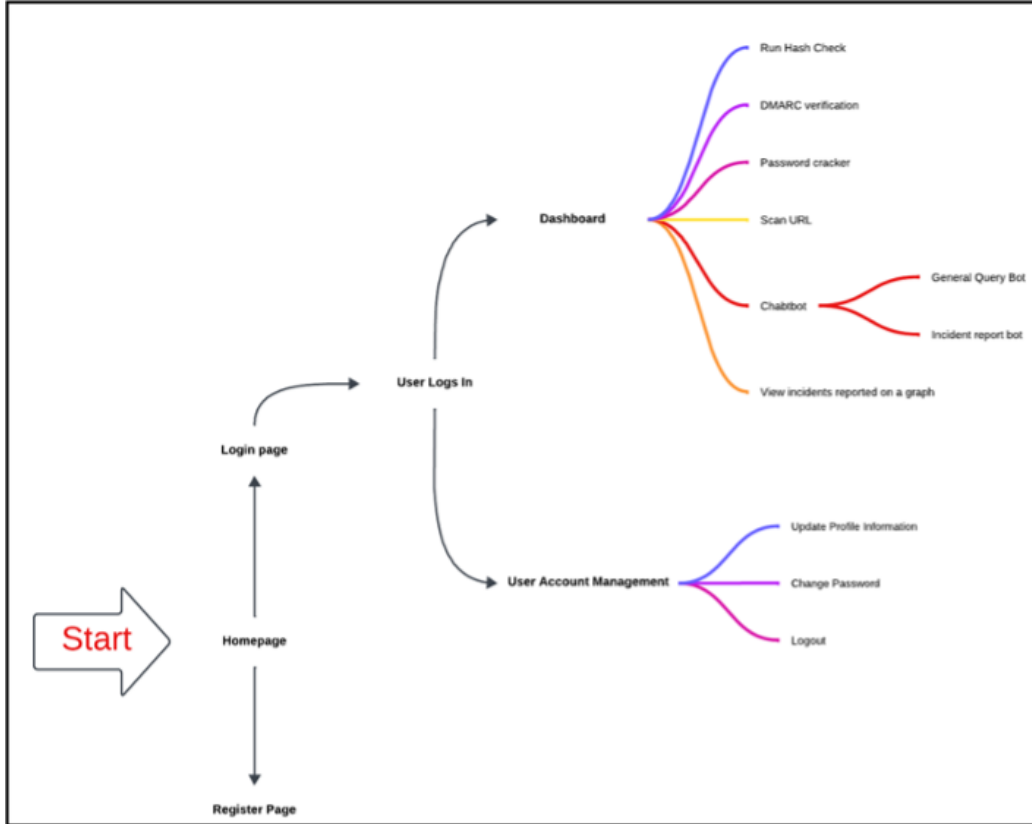 Run Hash Check
DMARC verification
Password cracker
Dashboard
Scan URL
General Query Bot
Chabtbot
Incident report bot
User Logs In
View incidents reported on a graph
Login page
Update Profile Information
User Account Management
Change Password
Start
Homepage
Logout
Register Page